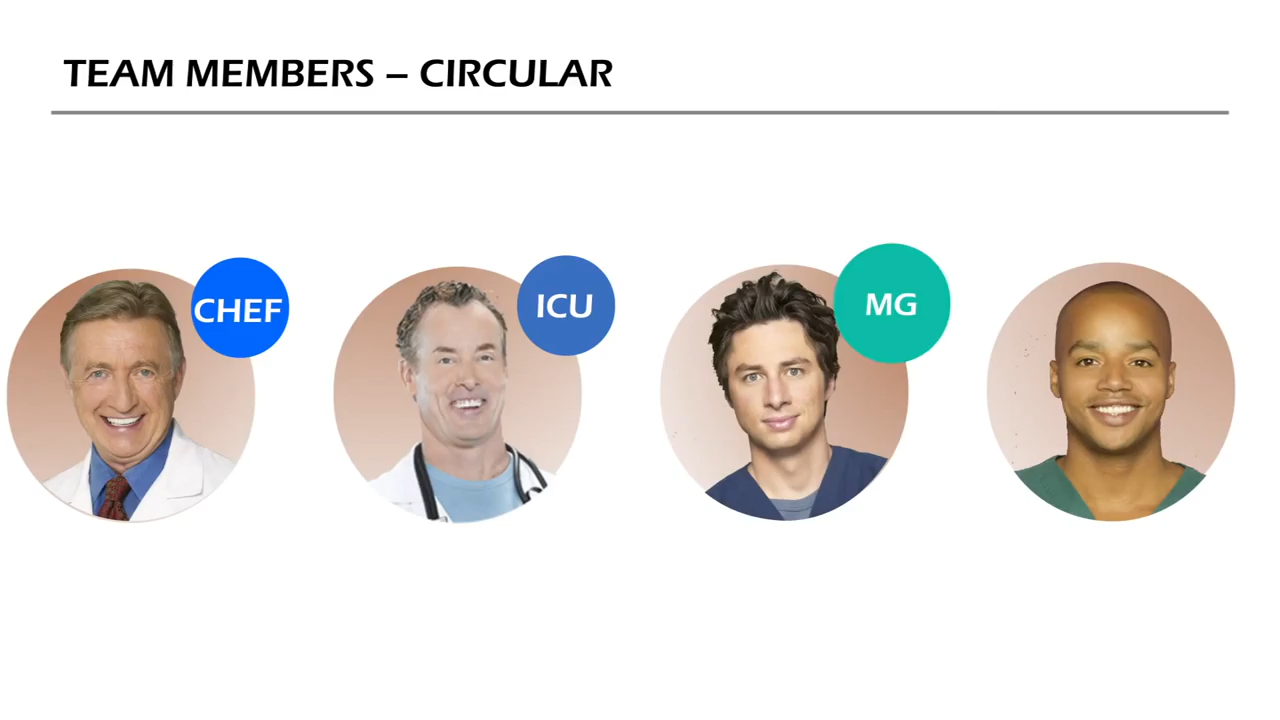 TEAM MEMBERS – CIRCULAR
CHEF
ICU
MG